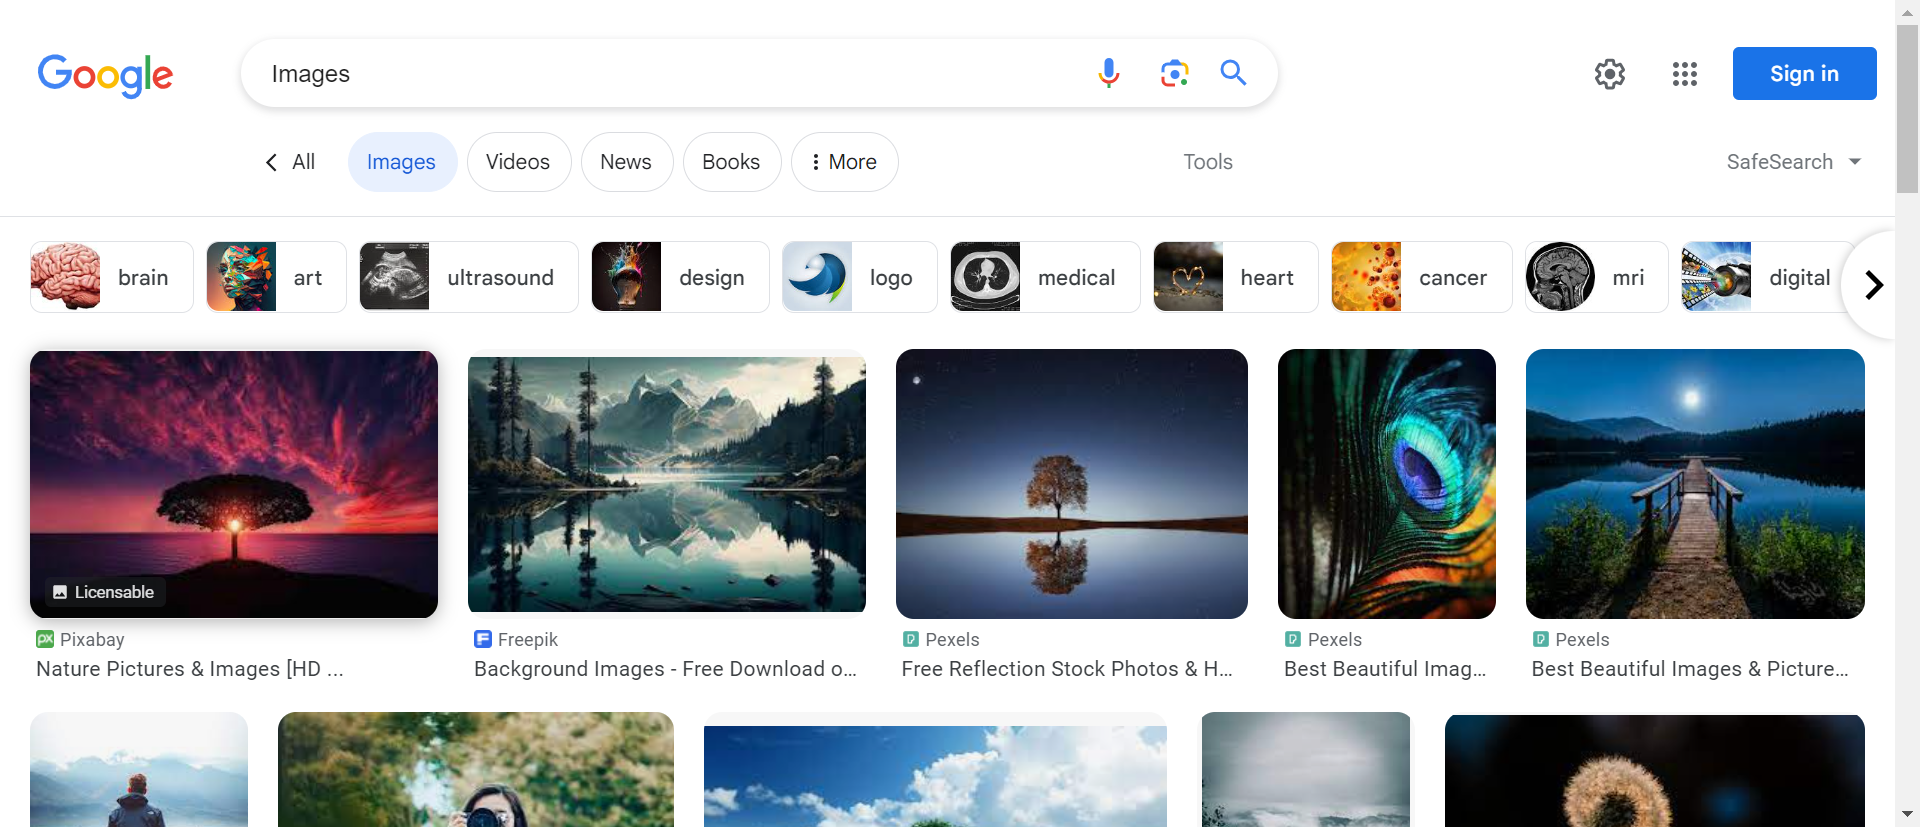 Google
Images
Sign in
All
Images
Videos
News
Books
More
Tools
SafeSearch
brain
art
ultrasound
design
logo
medical
heart
cancer
mri
digital
Licensable
Pixabay
Nature Pictures & Images [HD ...
Freepik
Background Images - Free Download o...
Pexels
Free Reflection Stock Photos & H...
Pexels
Best Beautiful Imag...
Pexels
Best Beautiful Images & Picture...